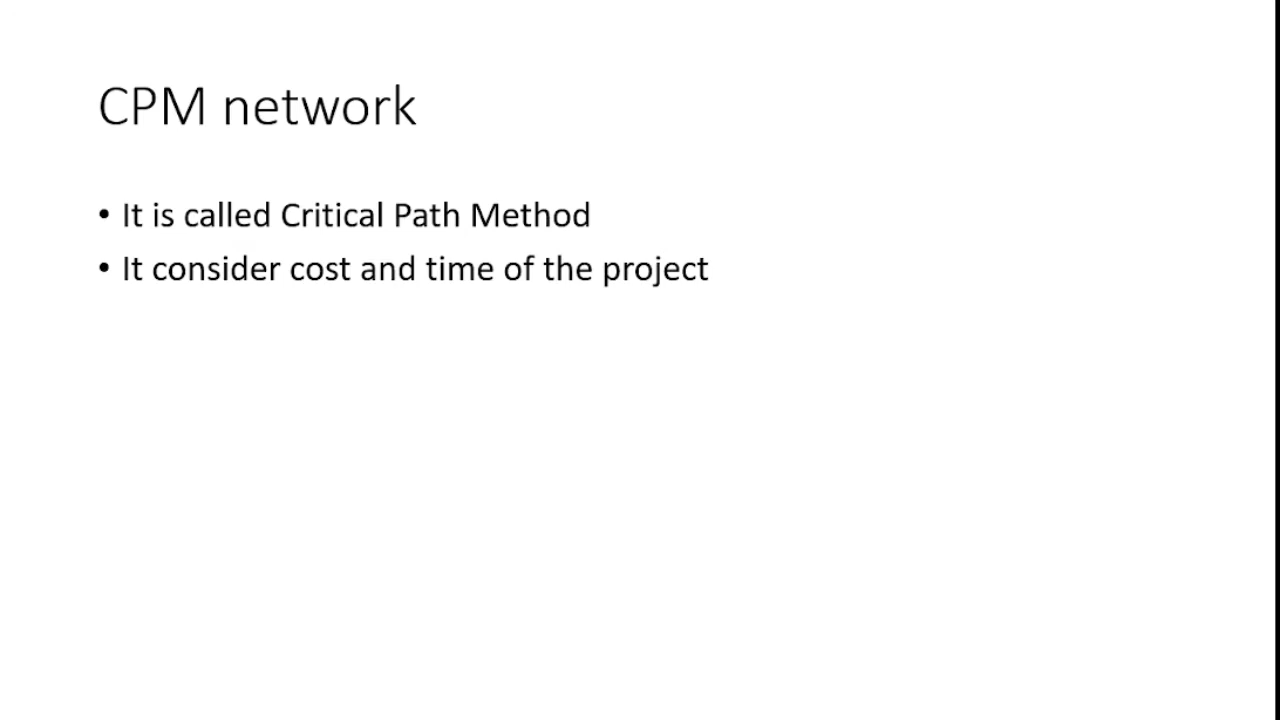 CPM network
• It is called Critical Path Method
• It consider cost and time of the project